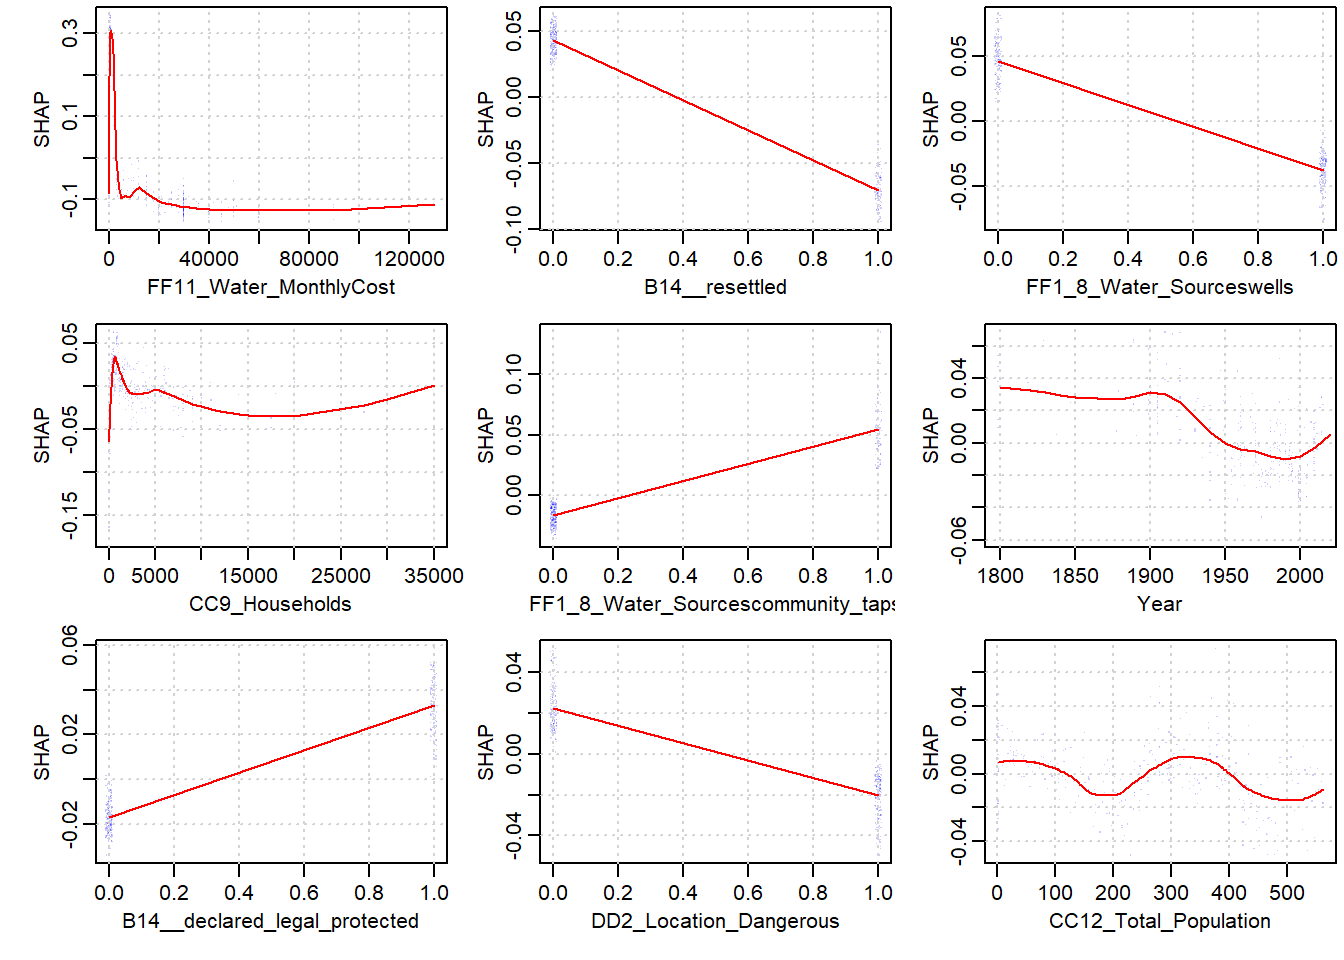 SHAP
0.3
0.1
-0.1
0 40000 80000 120000
FF11_Water_MonthlyCost
SHAP
0.05
0.00
-0.05
-0.10
0.0 0.2 0.4 0.6 0.8 1.0
B14__resettled
SHAP
0.05
0.00
-0.05
0.0 0.2 0.4 0.6 0.8 1.0
FF1_8_Water_Sourceswells
SHAP
0.05
-0.05
-0.15
0 5000 15000 25000 35000
CC9_Households
SHAP
0.10
0.05
0.00
0.0 0.2 0.4 0.6 0.8 1.0
FF1_8_Water_Sourcescommunity_taps
SHAP
0.04
0.00
-0.06
1800 1850 1900 1950 2000
Year
SHAP
0.06
0.02
-0.02
0.0 0.2 0.4 0.6 0.8 1.0
B14__declared_legal_protected
SHAP
0.04
0.00
-0.04
0.0 0.2 0.4 0.6 0.8 1.0
DD2_Location_Dangerous
SHAP
0.04
0.00
-0.04
0 100 200 300 400 500
CC12_Total_Population